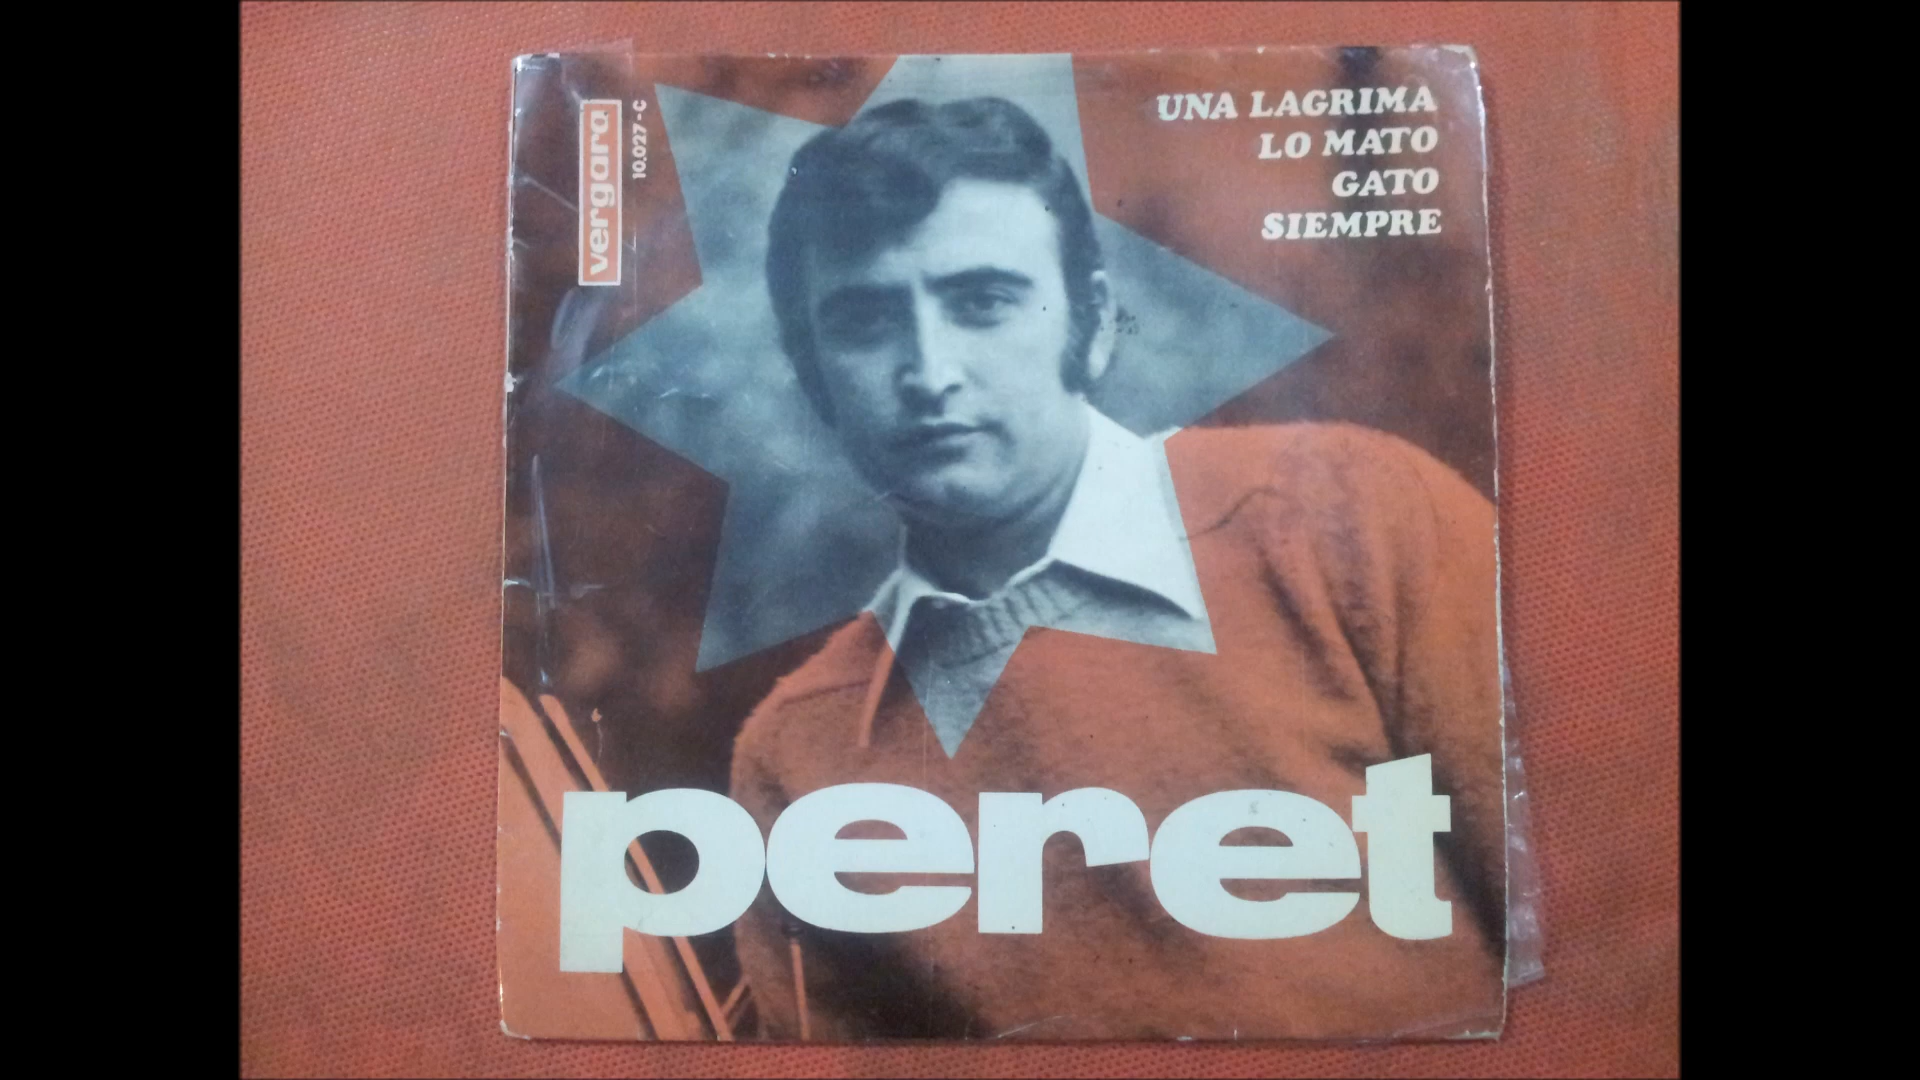 vergara
10.027-C
UNA LAGRIMA
LO MATO
GATO
SIEMPRE
peret